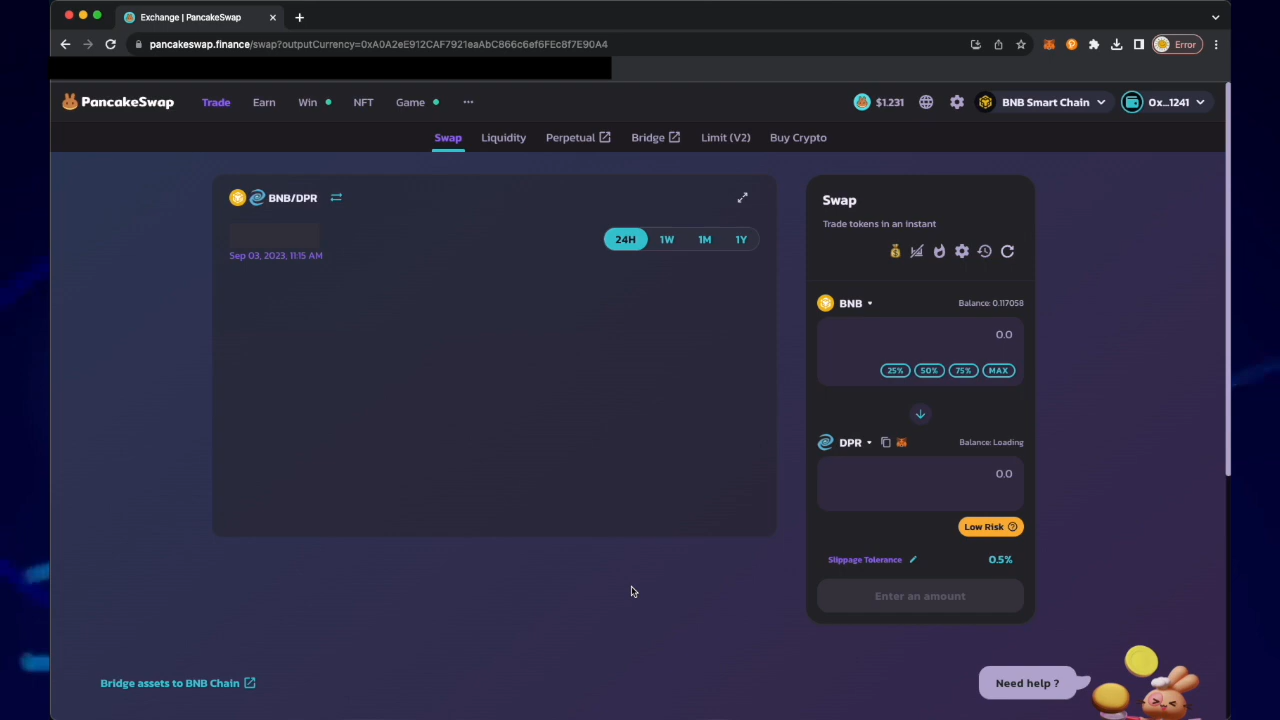 Exchange | PancakeSwap
pancakeswap.finance/swap?outputCurrency=0xA0A2eE912CAF7921eaAbC866c6ef6FEc8f7E90A4
Error
PancakeSwap
Trade
Earn
Win
NFT
Game
$1.231
BNB Smart Chain
0x...1241
Swap
Liquidity
Perpetual
Bridge
Limit (V2)
Buy Crypto
BNB/DPR
Sep 03, 2023, 11:15 AM
24H
1W
1M
1Y
Swap
Trade tokens in an instant
BNB
Balance: 0.117058
0.0
25%
50%
75%
MAX
DPR
Balance: Loading
0.0
Low Risk
Slippage Tolerance
0.5%
Enter an amount
Bridge assets to BNB Chain
Need help ?